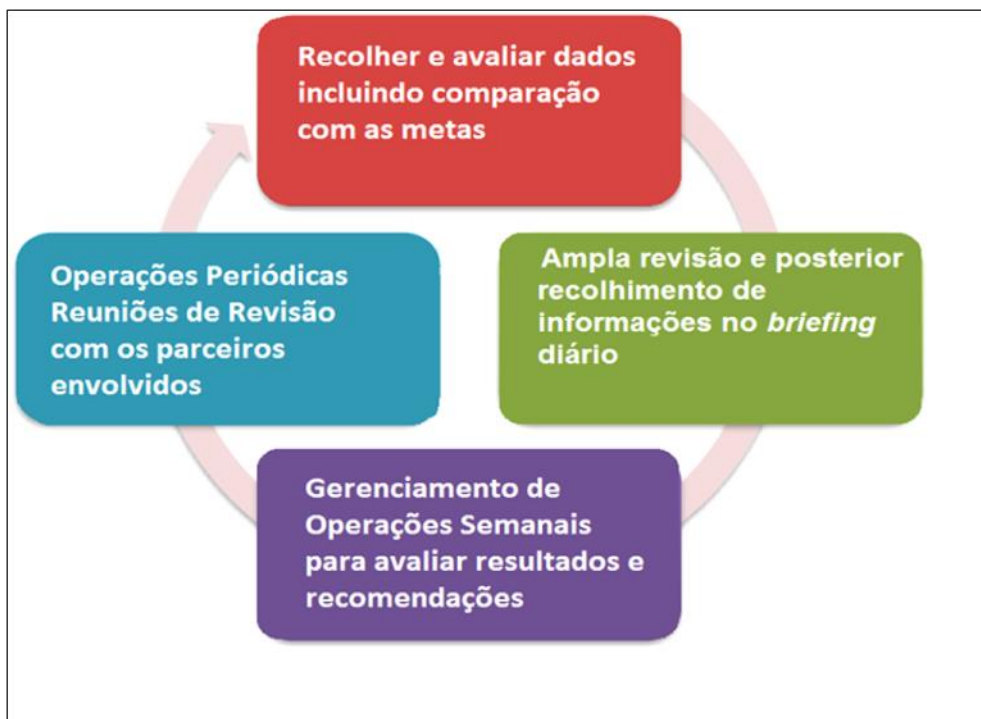 Recolher e avaliar dados
incluindo comparação
com as metas
Ampla revisão e posterior
recolhimento de
informações no briefing
diário
Gerenciamento de
Operações Semanais
para avaliar resultados e
recomendações
Operações Periódicas
Reuniões de Revisão
com os parceiros
envolvidos